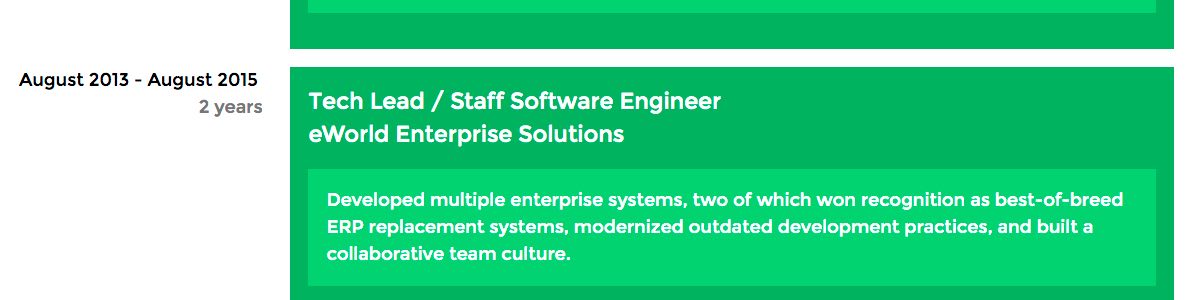 August 2013 - August 2015
2 years
Tech Lead / Staff Software Engineer
eWorld Enterprise Solutions
Developed multiple enterprise systems, two of which won recognition as best-of-breed
ERP replacement systems, modernized outdated development practices, and built a
collaborative team culture.